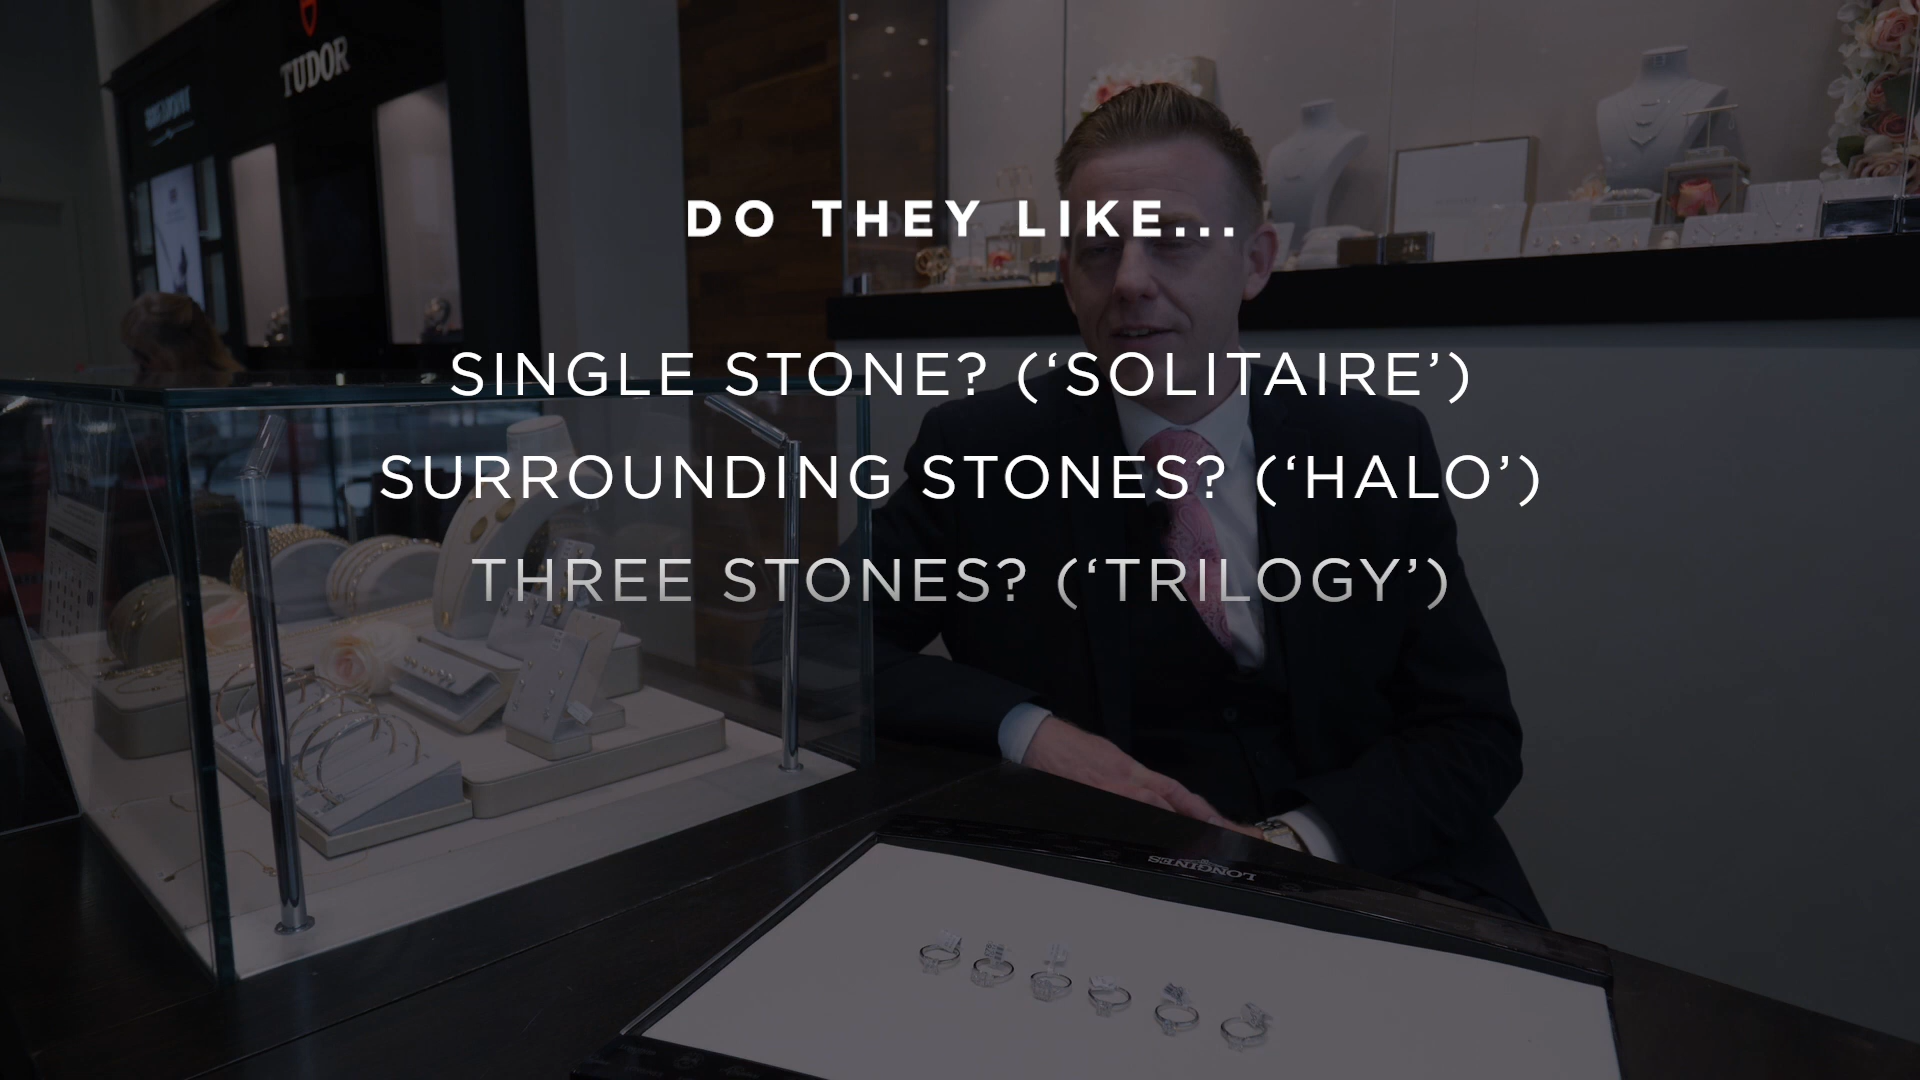 TUDOR
DO THEY LIKE...
SINGLE STONE? (‘SOLITAIRE’)
SURROUNDING STONES? (‘HALO’)
THREE STONES? (‘TRILOGY’)
LONGINES